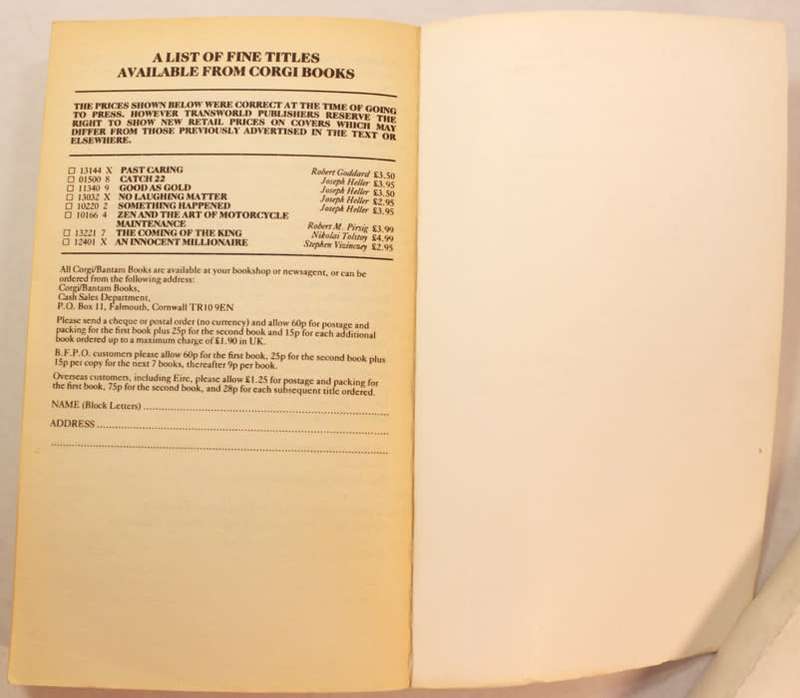 A LIST OF FINE TITLES
AVAILABLE FROM CORGI BOOKS
THE PRICES SHOWN BELOW WERE CORRECT AT THE TIME OF GOING
TO PRESS. HOWEVER TRANSWORLD PUBLISHERS RESERVE THE
RIGHT TO SHOW NEW RETAIL PRICES ON COVERS WHICH MAY
DIFFER FROM THOSE PREVIOUSLY ADVERTISED IN THE TEXT OR
ELSEWHERE.
☐ 13144 X PAST CARING Robert Goddard £3.50
☐ 01500 8 CATCH 22 Joseph Heller £3.95
☐ 11340 9 GOOD AS GOLD Joseph Heller £3.50
☐ 13032 X NO LAUGHING MATTER Joseph Heller £2.95
☐ 10220 2 SOMETHING HAPPENED Joseph Heller £3.95
☐ 10166 4 ZEN AND THE ART OF MOTORCYCLE
MAINTENANCE Robert M. Pirsig £3.99
☐ 13221 7 THE COMING OF THE KING Nikolai Tolstoy £4.99
☐ 12401 X AN INNOCENT MILLIONAIRE Stephen Vizinczey £2.95
All Corgi/Bantam Books are available at your bookshop or newsagent, or can be
ordered from the following address:
Corgi/Bantam Books,
Cash Sales Department,
P.O. Box 11, Falmouth, Cornwall TR10 9EN
Please send a cheque or postal order (no currency) and allow 60p for postage and
packing for the first book plus 25p for the second book and 15p for each additional
book ordered up to a maximum charge of £1.90 in UK.
B.F.P.O. customers please allow 60p for the first book, 25p for the second book plus
15p per copy for the next 7 books, thereafter 9p per book.
Overseas customers, including Eire, please allow £1.25 for postage and packing for
the first book, 75p for the second book, and 28p for each subsequent title ordered.
NAME (Block Letters)
ADDRESS